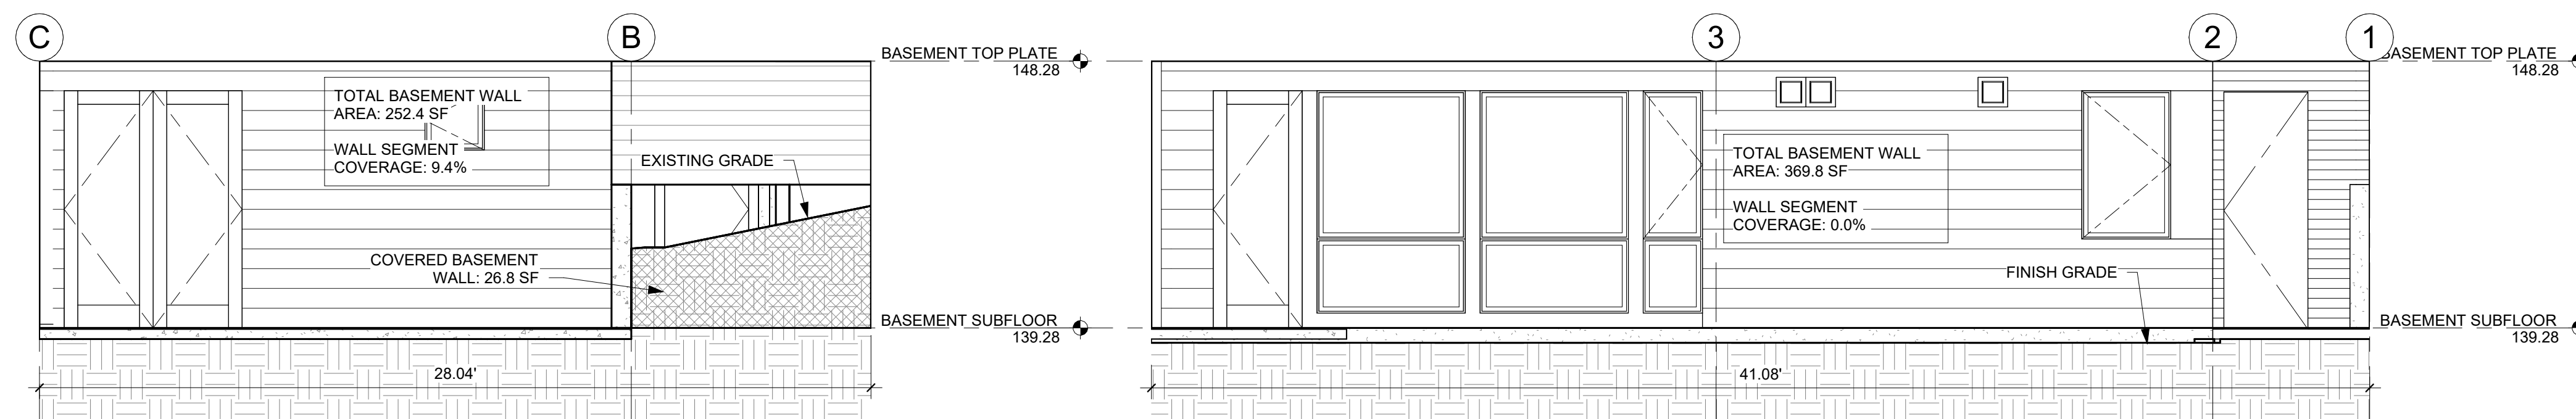 C
B
BASEMENT TOP PLATE
148.28
TOTAL BASEMENT WALL
AREA: 252.4 SF
WALL SEGMENT
COVERAGE: 9.4%
EXISTING GRADE
COVERED BASEMENT
WALL: 26.8 SF
BASEMENT SUBFLOOR
139.28
28.04'
3
2
1
BASEMENT TOP PLATE
148.28
TOTAL BASEMENT WALL
AREA: 369.8 SF
WALL SEGMENT
COVERAGE: 0.0%
FINISH GRADE
BASEMENT SUBFLOOR
139.28
41.08'